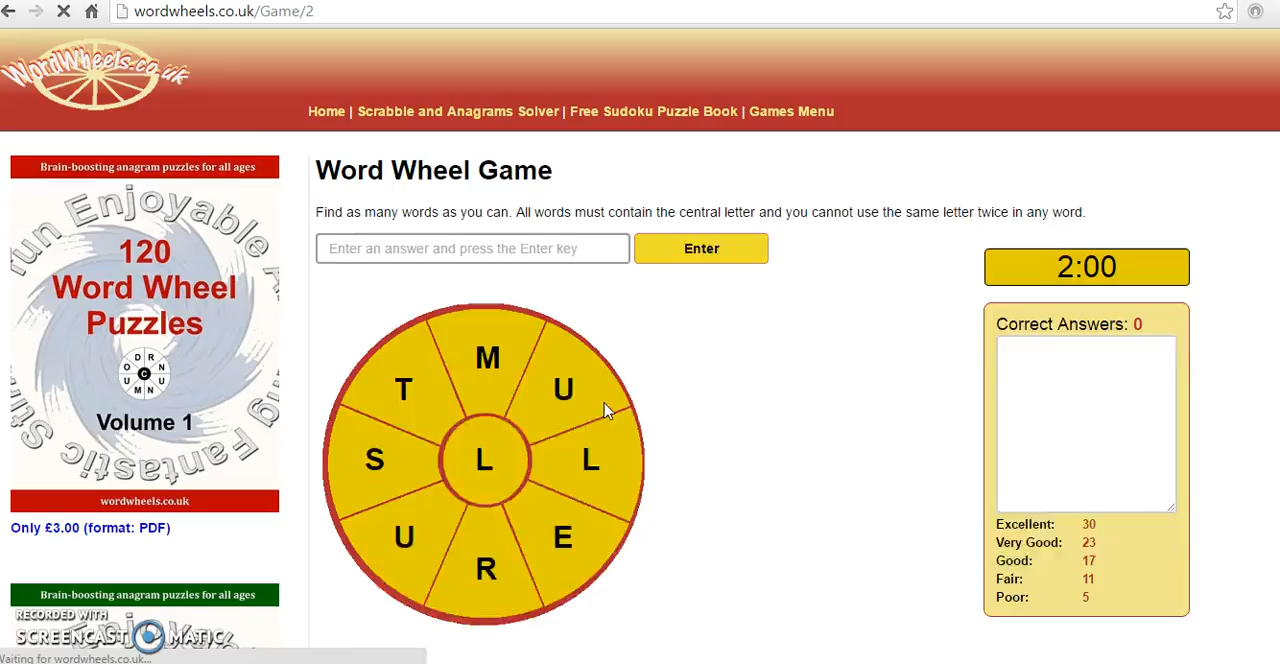 wordwheels.co.uk/Game/2
WordWheels.co.uk
Home | Scrabble and Anagrams Solver | Free Sudoku Puzzle Book | Games Menu
Brain-boosting anagram puzzles for all ages
Enjoyable
120
Word Wheel
Puzzles
D R
O N
C
U U
M N
Volume 1
Fantastic
wordwheels.co.uk
Only £3.00 (format: PDF)
Brain-boosting anagram puzzles for all ages
RECORDED WITH
SCREENCAST MATIC
Waiting for wordwheels.co.uk...
Word Wheel Game
Find as many words as you can. All words must contain the central letter and you cannot use the same letter twice in any word.
Enter an answer and press the Enter key
Enter
M
T U
S L L
U E
R
2:00
Correct Answers: 0
Excellent: 30
Very Good: 23
Good: 17
Fair: 11
Poor: 5